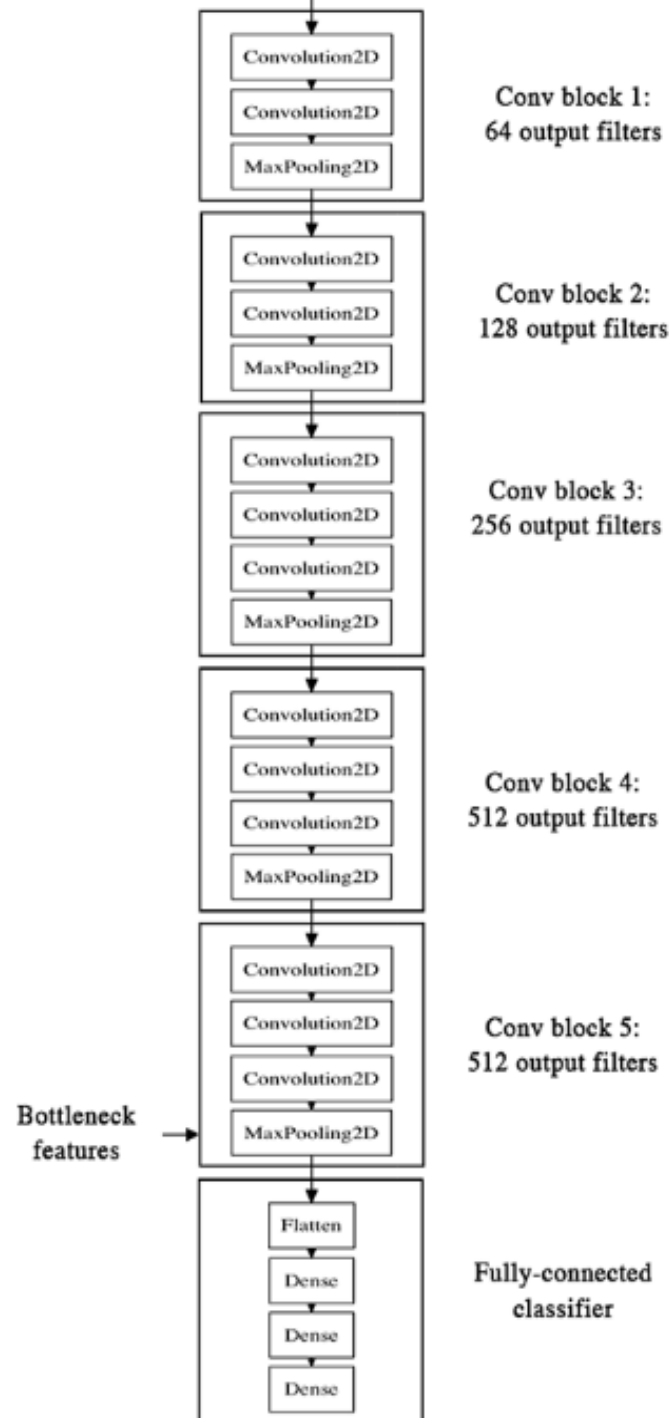 Convolution2D
Convolution2D
MaxPooling2D
Conv block 1:
64 output filters
Convolution2D
Convolution2D
MaxPooling2D
Conv block 2:
128 output filters
Convolution2D
Convolution2D
Convolution2D
MaxPooling2D
Conv block 3:
256 output filters
Convolution2D
Convolution2D
Convolution2D
MaxPooling2D
Conv block 4:
512 output filters
Convolution2D
Convolution2D
Convolution2D
MaxPooling2D
Conv block 5:
512 output filters
Bottleneck
features
Flatten
Dense
Dense
Dense
Fully-connected
classifier